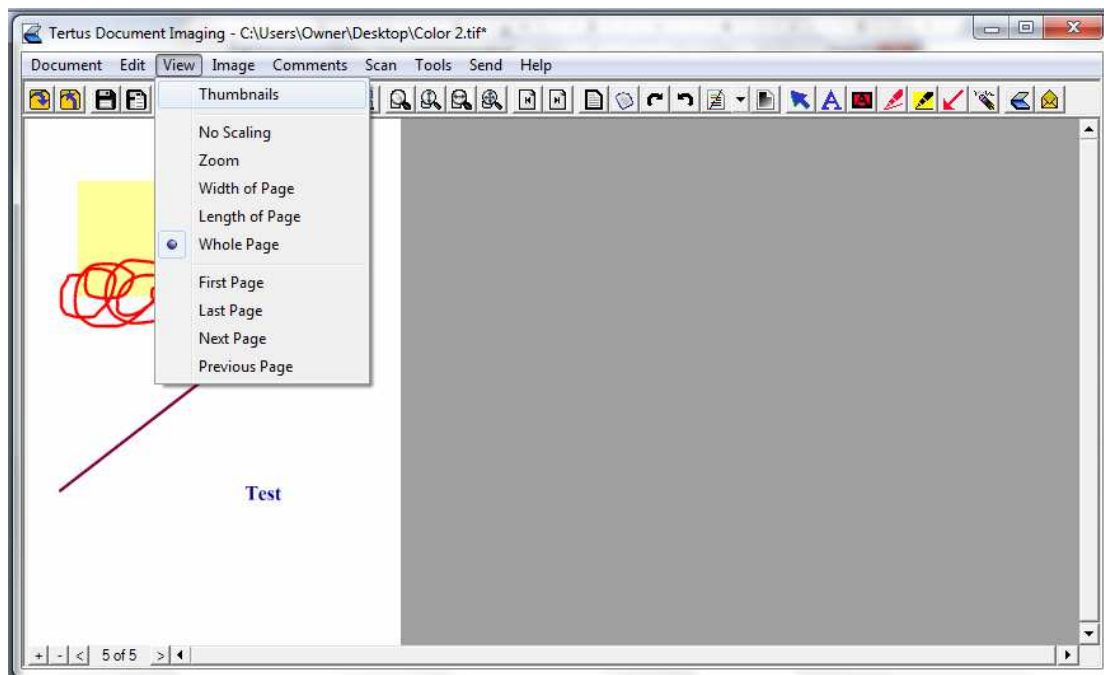 Tertus Document Imaging - C:\Users\Owner\Desktop\Color 2.tif*
Document Edit View Image Comments Scan Tools Send Help
Thumbnails
No Scaling
Zoom
Width of Page
Length of Page
Whole Page
First Page
Last Page
Next Page
Previous Page
Test
+ - < 5 of 5 >